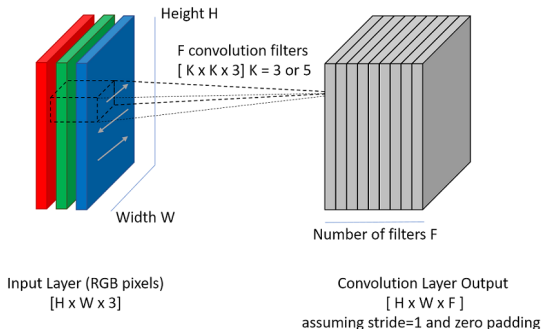 Height H
F convolution filters
[ K x K x 3] K = 3 or 5
Width W
Number of filters F
Input Layer (RGB pixels)
[H x W x 3]
Convolution Layer Output
[ H x W x F ]
assuming stride=1 and zero padding